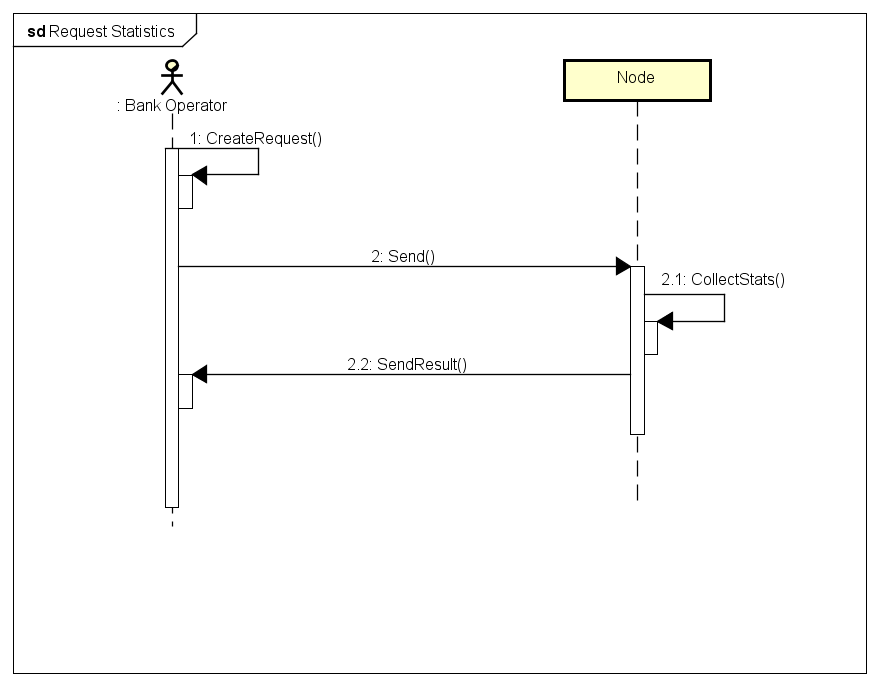 sd Request Statistics
: Bank Operator
Node
1: CreateRequest()
2: Send()
2.1: CollectStats()
2.2: SendResult()